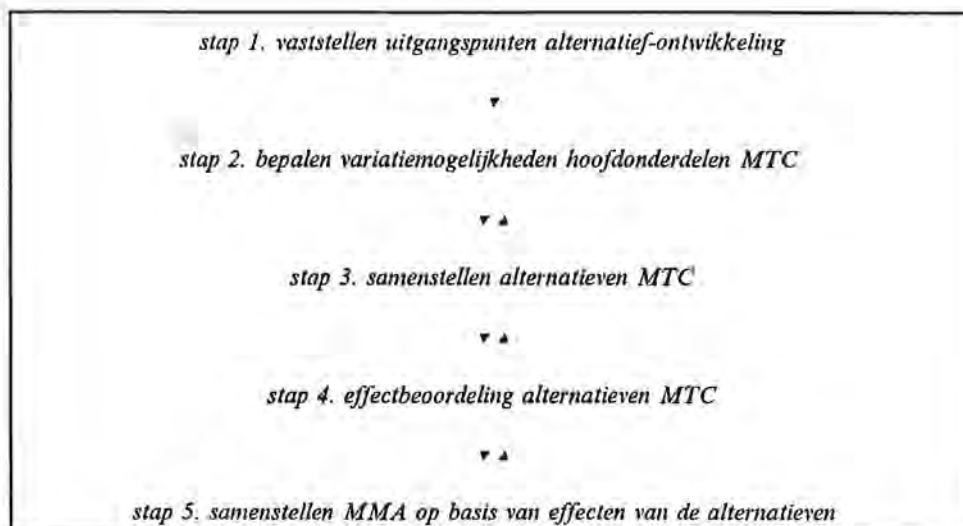 stap 1. vaststellen uitgangspunten alternatief-ontwikkeling
▼
stap 2. bepalen variatiemogelijkheden hoofdonderdelen MTC
▼ ▲
stap 3. samenstellen alternatieven MTC
▼ ▲
stap 4. effectbeoordeling alternatieven MTC
▼ ▲
stap 5. samenstellen MMA op basis van effecten van de alternatieven